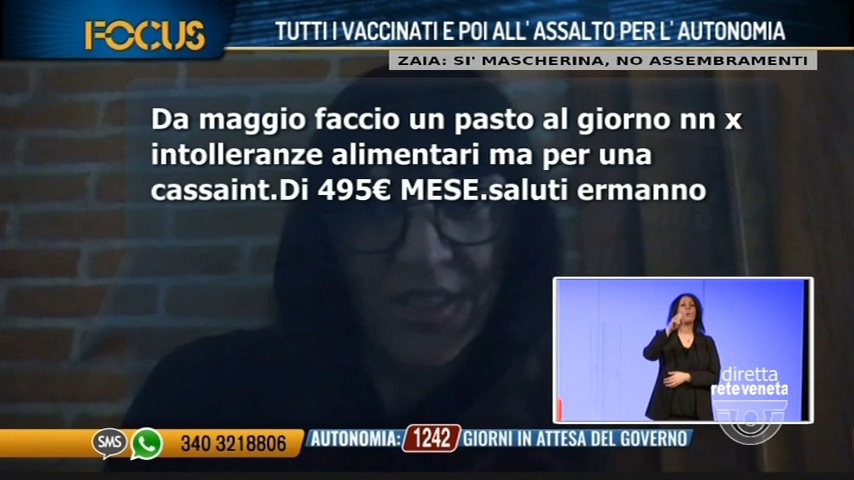 FOCUS
TUTTI I VACCINATI E POI ALL' ASSALTO PER L' AUTONOMIA
ZAIA: SI' MASCHERINA, NO ASSEMBRAMENTI
Da maggio faccio un pasto al giorno nn x
intolleranze alimentari ma per una
cassaint.Di 495€ MESE.saluti ermanno
diretta
reteveneta
SMS 340 3218806
AUTONOMIA: 1242 GIORNI IN ATTESA DEL GOVERNO